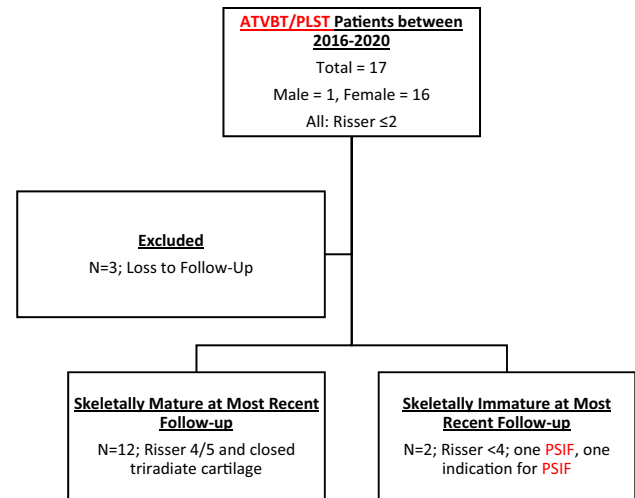 ATVBT/PLST Patients between
2016-2020
Total = 17
Male = 1, Female = 16
All: Risser ≤2
Excluded
N=3; Loss to Follow-Up
Skeletally Mature at Most Recent
Follow-up
N=12; Risser 4/5 and closed
triradiate cartilage
Skeletally Immature at Most
Recent Follow-up
N=2; Risser <4; one PSIF, one
indication for PSIF